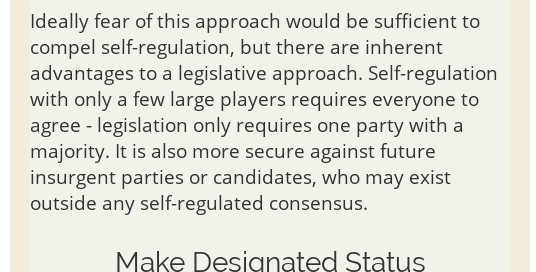 Ideally fear of this approach would be sufficient to
compel self-regulation, but there are inherent
advantages to a legislative approach. Self-regulation
with only a few large players requires everyone to
agree - legislation only requires one party with a
majority. It is also more secure against future
insurgent parties or candidates, who may exist
outside any self-regulated consensus.
Make Designated Status